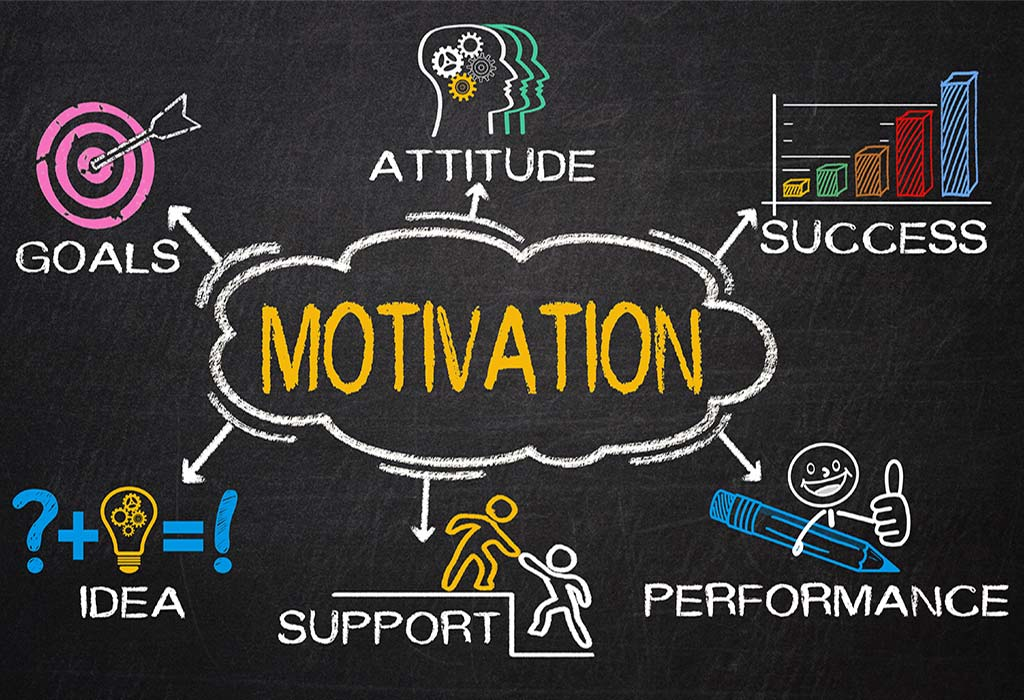 ATTITUDE
GOALS
SUCCESS
MOTIVATION
? + = !
IDEA
SUPPORT
PERFORMANCE